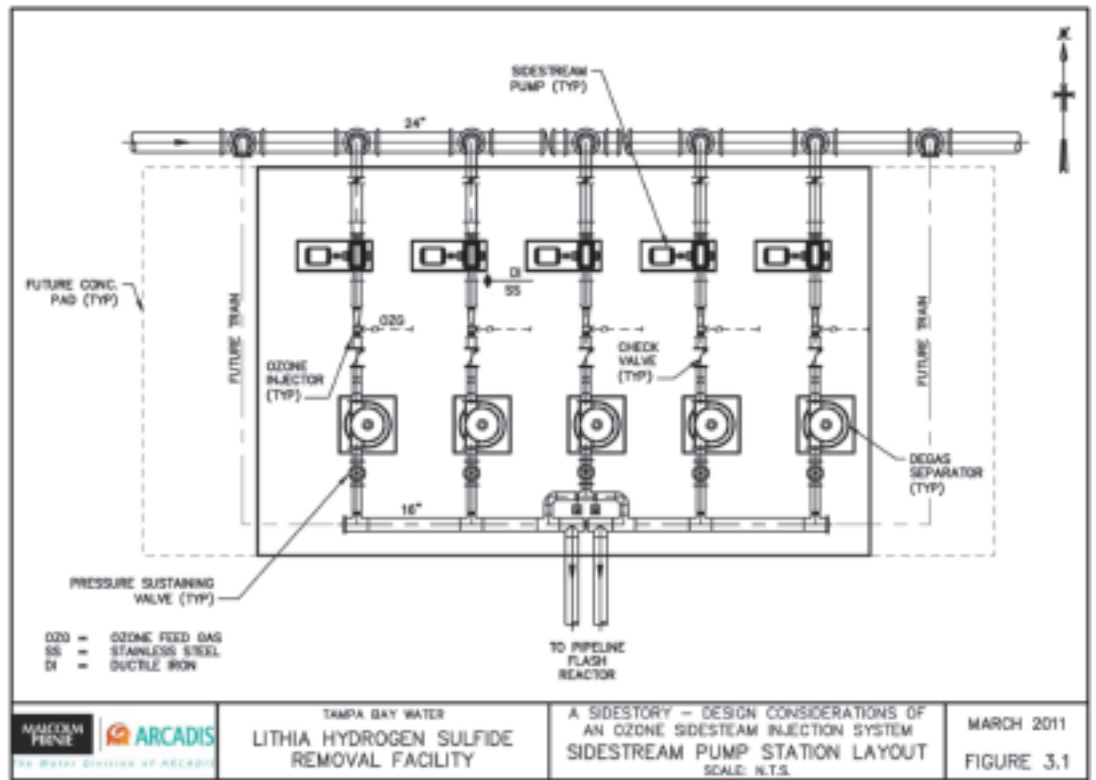 N
SIDESTREAM
PUMP (TYP)
24"
FUTURE CONC.
PAD (TYP)
DI
SS
FUTURE TRAIN
OZG
OZONE
INJECTOR
(TYP)
CHECK
VALVE
(TYP)
FUTURE TRAIN
DEGAS
SEPARATOR
(TYP)
16"
PRESSURE SUSTAINING
VALVE (TYP)
OZG = OZONE FEED GAS
SS = STAINLESS STEEL
DI = DUCTILE IRON
TO PIPELINE
FLASH
REACTOR
MALCOLM
PIRNIE
ARCADIS
The Water Division of ARCADIS
TAMPA BAY WATER
LITHIA HYDROGEN SULFIDE
REMOVAL FACILITY
A SIDESTORY – DESIGN CONSIDERATIONS OF
AN OZONE SIDESTEAM INJECTION SYSTEM
SIDESTREAM PUMP STATION LAYOUT
SCALE: N.T.S.
MARCH 2011
FIGURE 3.1